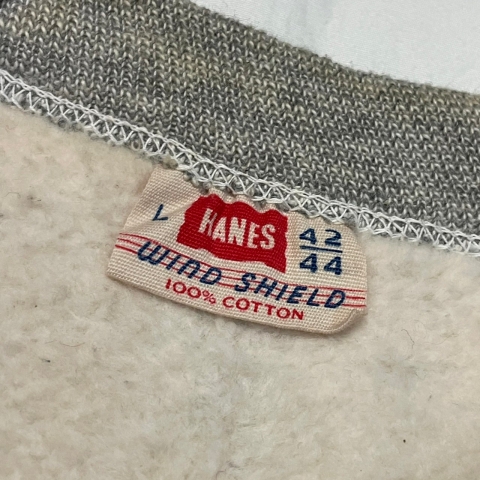 L HANES 42
44
WIND SHIELD
100% COTTON